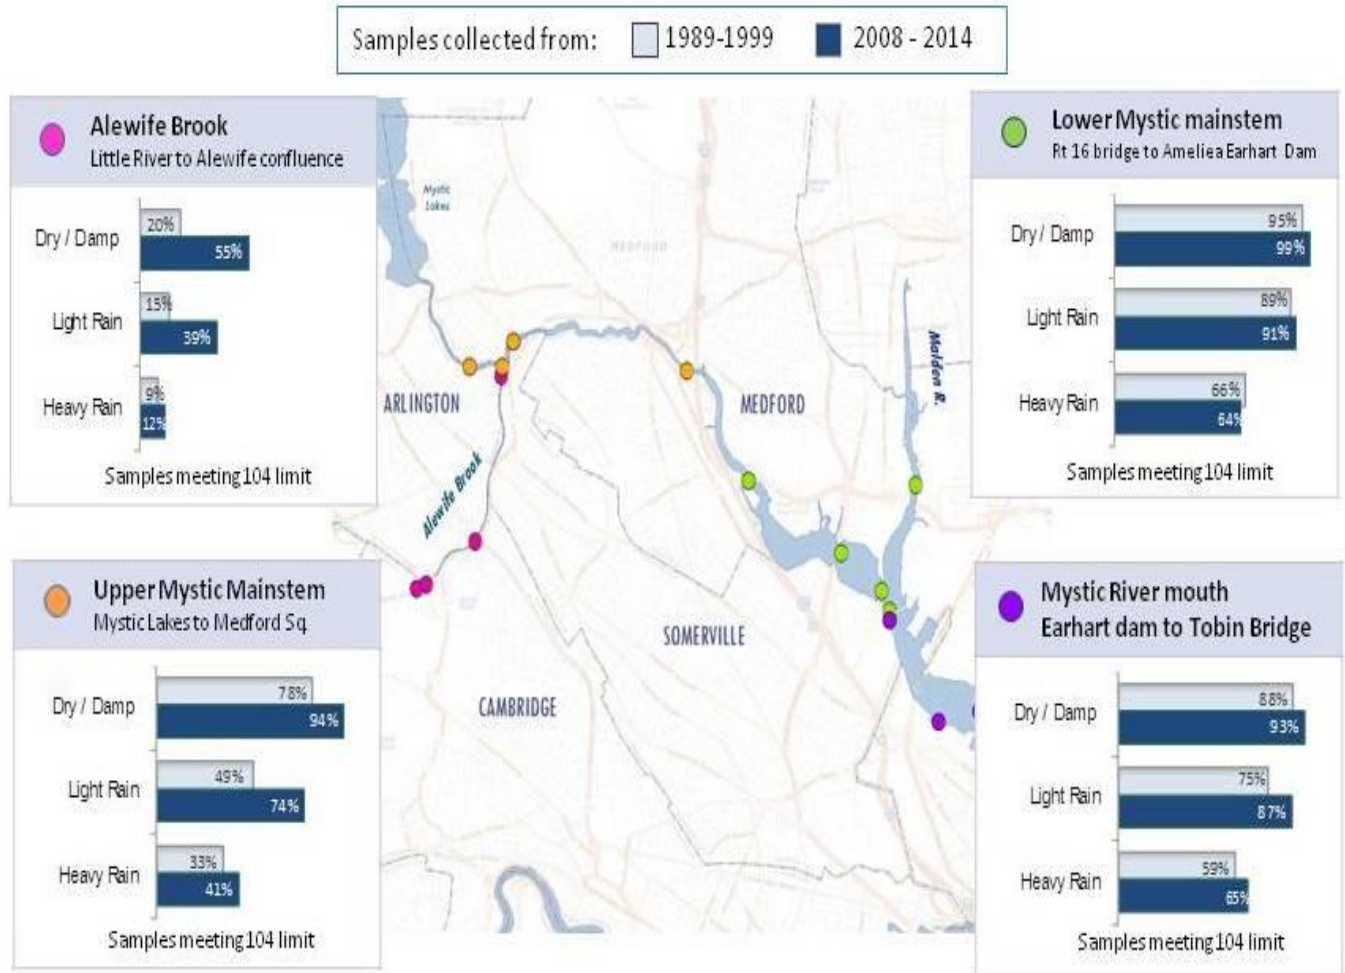 Samples collected from: 1989-1999 2008 - 2014
Alewife Brook
Little River to Alewife confluence
Dry / Damp
20%
55%
Light Rain
15%
39%
Heavy Rain
9%
12%
Samples meeting 104 limit
Lower Mystic mainstem
Rt 16 bridge to Ameliea Earhart Dam
Dry / Damp
95%
99%
Light Rain
89%
91%
Heavy Rain
66%
64%
Samples meeting 104 limit
Mystic
Lakes
MEDFORD
Malden R.
ARLINGTON
MEDFORD
Alewife Brook
SOMERVILLE
CAMBRIDGE
Upper Mystic Mainstem
Mystic Lakes to Medford Sq
Dry / Damp
78%
94%
Light Rain
49%
74%
Heavy Rain
33%
41%
Samples meeting 104 limit
Mystic River mouth
Earhart dam to Tobin Bridge
Dry / Damp
88%
93%
Light Rain
75%
87%
Heavy Rain
59%
65%
Samples meeting 104 limit